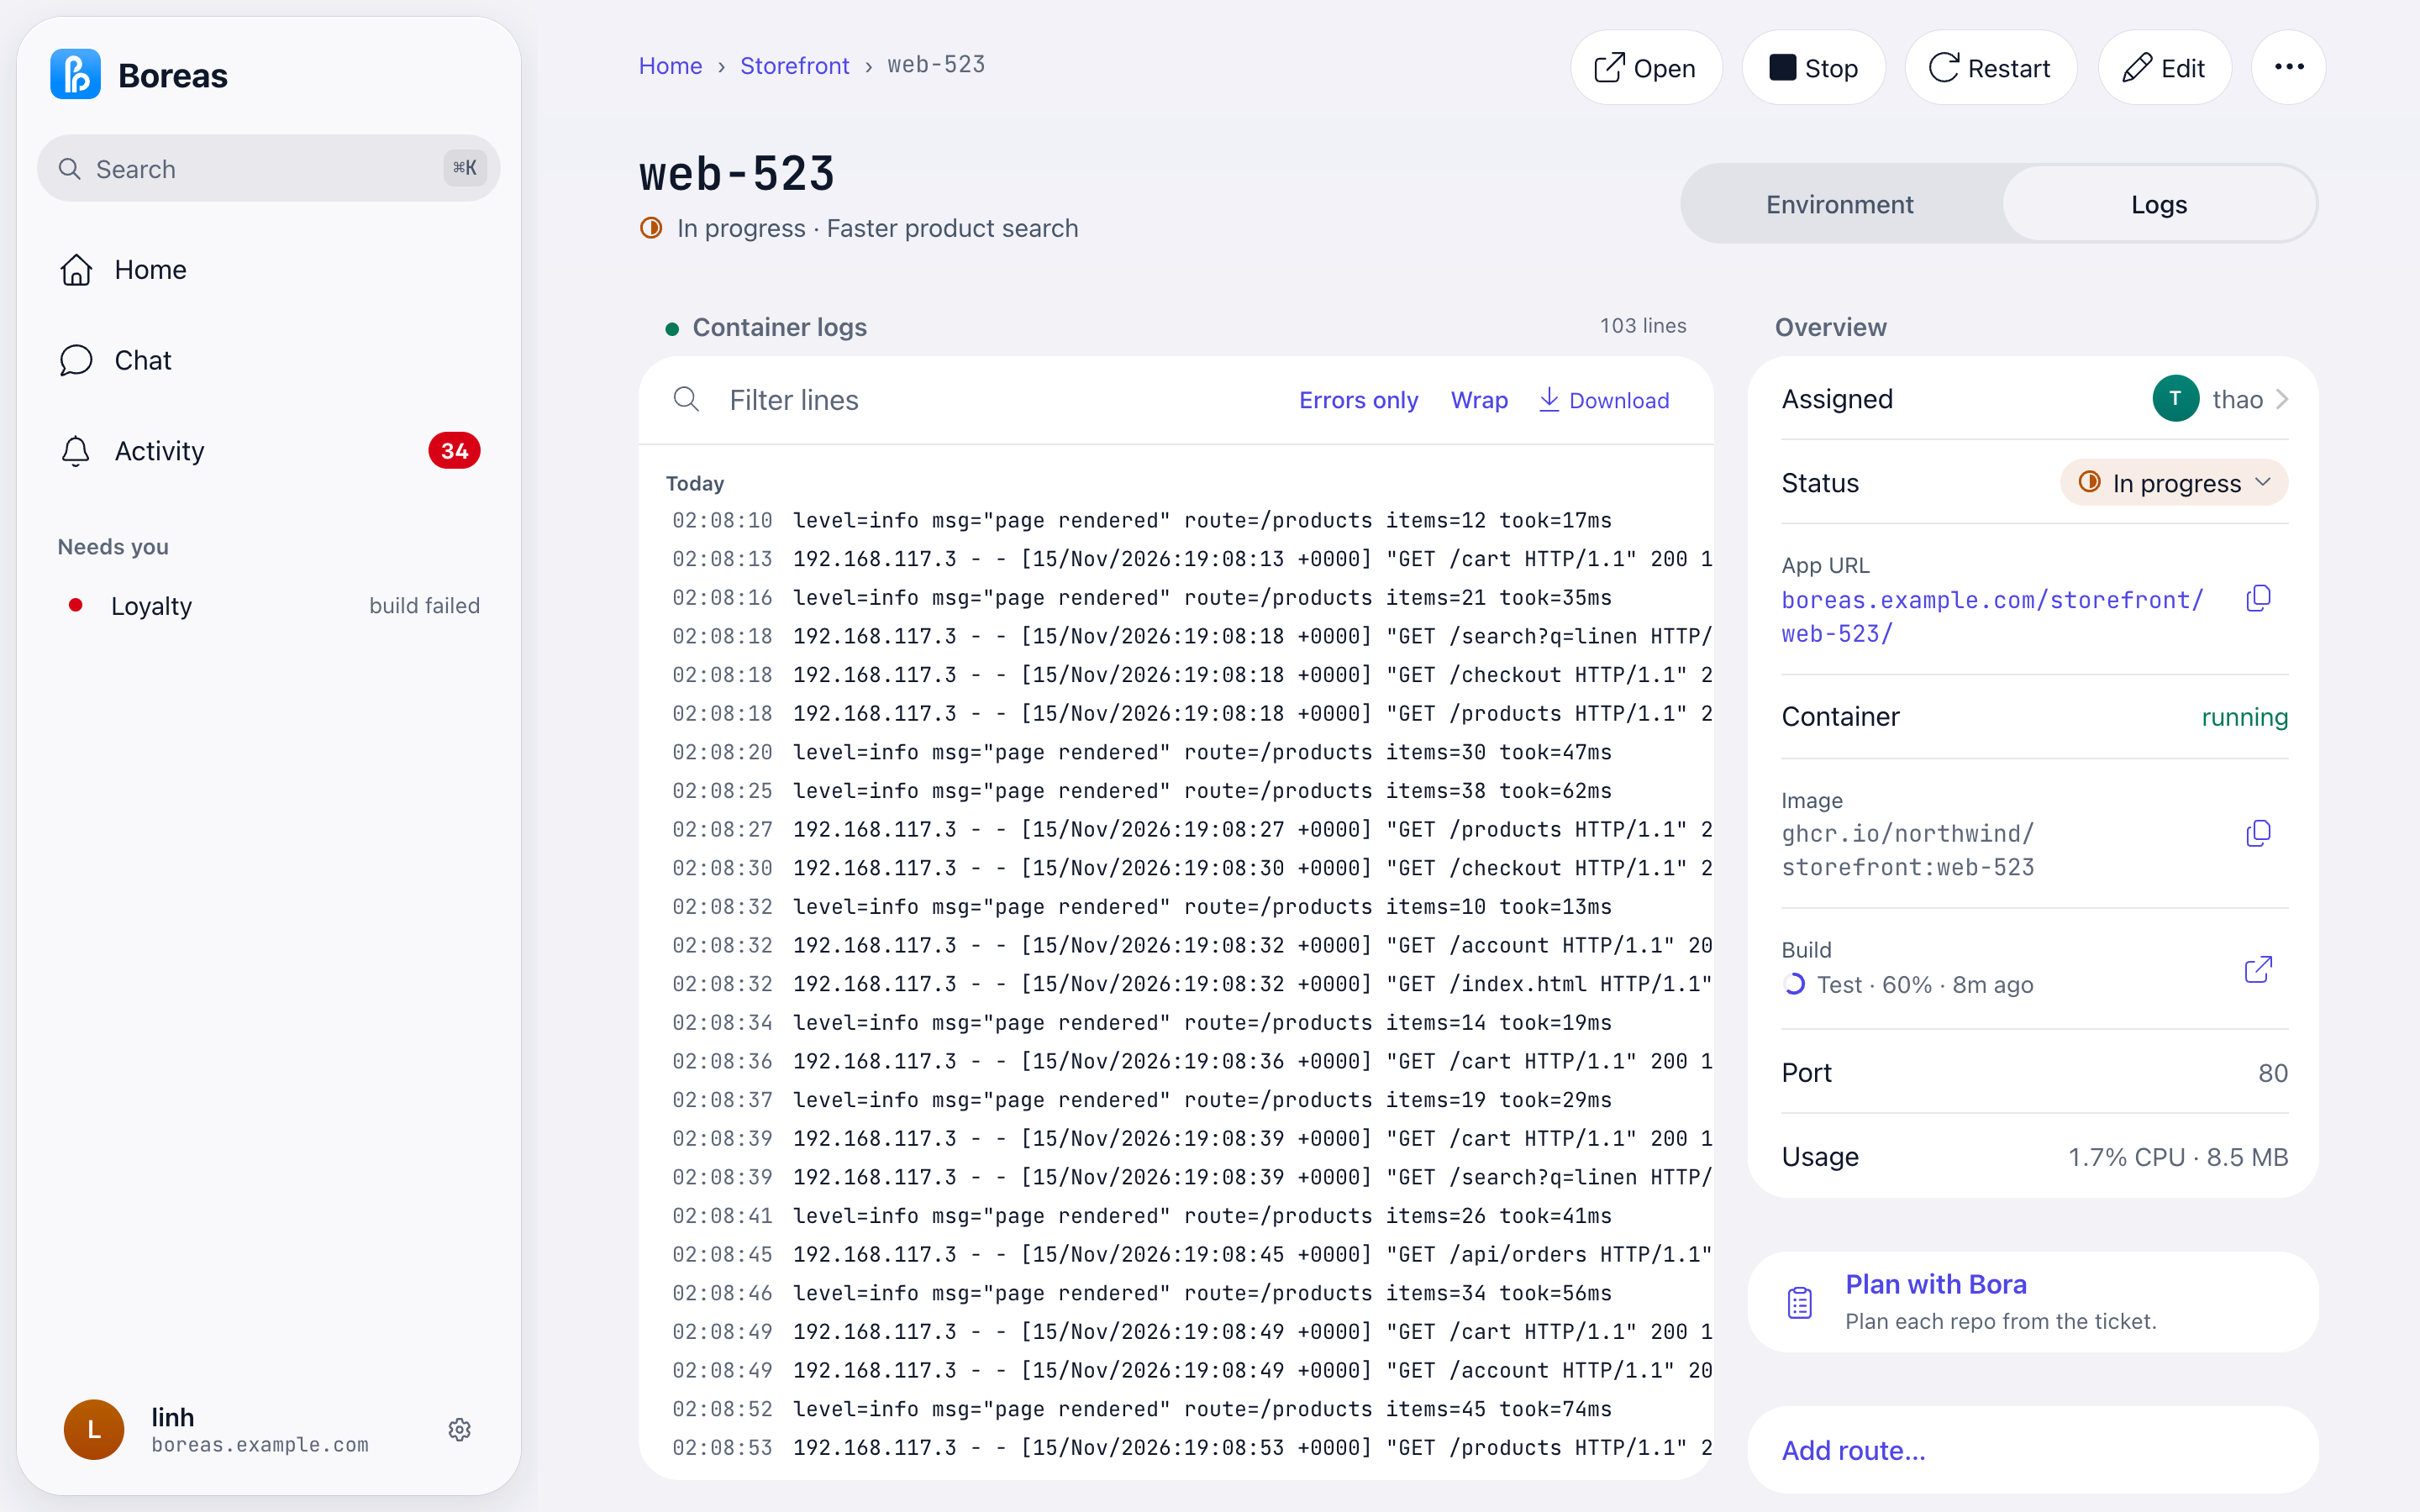 Boreas
Search ⌘K
Home
Chat
Activity 34
Needs you
Loyalty build failed
L
linh
boreas.example.com
Home › Storefront › web-523
Open
Stop
Restart
Edit
web-523
In progress · Faster product search
Environment
Logs
Container logs 103 lines
Filter lines
Errors only
Wrap
Download
Today
02:08:10 level=info msg="page rendered" route=/products items=12 took=17ms
02:08:13 192.168.117.3 - - [15/Nov/2026:19:08:13 +0000] "GET /cart HTTP/1.1" 200 1
02:08:16 level=info msg="page rendered" route=/products items=21 took=35ms
02:08:18 192.168.117.3 - - [15/Nov/2026:19:08:18 +0000] "GET /search?q=linen HTTP/
02:08:18 192.168.117.3 - - [15/Nov/2026:19:08:18 +0000] "GET /checkout HTTP/1.1" 2
02:08:18 192.168.117.3 - - [15/Nov/2026:19:08:18 +0000] "GET /products HTTP/1.1" 2
02:08:20 level=info msg="page rendered" route=/products items=30 took=47ms
02:08:25 level=info msg="page rendered" route=/products items=38 took=62ms
02:08:27 192.168.117.3 - - [15/Nov/2026:19:08:27 +0000] "GET /products HTTP/1.1" 2
02:08:30 192.168.117.3 - - [15/Nov/2026:19:08:30 +0000] "GET /checkout HTTP/1.1" 2
02:08:32 level=info msg="page rendered" route=/products items=10 took=13ms
02:08:32 192.168.117.3 - - [15/Nov/2026:19:08:32 +0000] "GET /account HTTP/1.1" 20
02:08:32 192.168.117.3 - - [15/Nov/2026:19:08:32 +0000] "GET /index.html HTTP/1.1"
02:08:34 level=info msg="page rendered" route=/products items=14 took=19ms
02:08:36 192.168.117.3 - - [15/Nov/2026:19:08:36 +0000] "GET /cart HTTP/1.1" 200 1
02:08:37 level=info msg="page rendered" route=/products items=19 took=29ms
02:08:39 192.168.117.3 - - [15/Nov/2026:19:08:39 +0000] "GET /cart HTTP/1.1" 200 1
02:08:39 192.168.117.3 - - [15/Nov/2026:19:08:39 +0000] "GET /search?q=linen HTTP/
02:08:41 level=info msg="page rendered" route=/products items=26 took=41ms
02:08:45 192.168.117.3 - - [15/Nov/2026:19:08:45 +0000] "GET /api/orders HTTP/1.1"
02:08:46 level=info msg="page rendered" route=/products items=34 took=56ms
02:08:49 192.168.117.3 - - [15/Nov/2026:19:08:49 +0000] "GET /cart HTTP/1.1" 200 1
02:08:49 192.168.117.3 - - [15/Nov/2026:19:08:49 +0000] "GET /account HTTP/1.1" 20
02:08:52 level=info msg="page rendered" route=/products items=45 took=74ms
02:08:53 192.168.117.3 - - [15/Nov/2026:19:08:53 +0000] "GET /products HTTP/1.1" 2
Overview
Assigned T thao
Status In progress
App URL
boreas.example.com/storefront/
web-523/
Container running
Image
ghcr.io/northwind/
storefront:web-523
Build
Test · 60% · 8m ago
Port 80
Usage 1.7% CPU · 8.5 MB
Plan with Bora
Plan each repo from the ticket.
Add route...